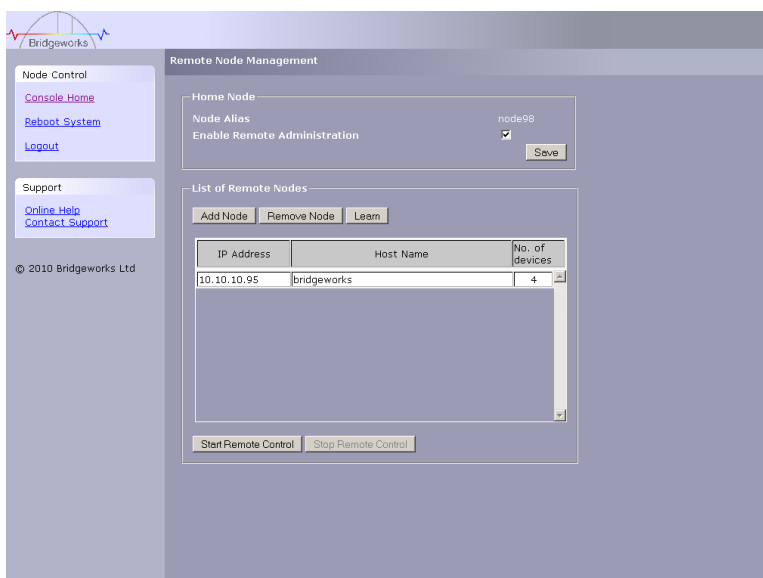 Bridgeworks
Remote Node Management
Node Control
Console Home
Reboot System
Logout
Support
Online Help
Contact Support
© 2010 Bridgeworks Ltd
Home Node
Node Alias node98
Enable Remote Administration
Save
List of Remote Nodes
Add Node Remove Node Learn
IP Address Host Name No. of
devices
10.10.10.95 bridgeworks 4
Start Remote Control Stop Remote Control